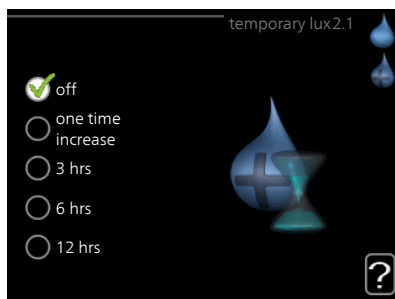 temporary lux2.1
off
one time
increase
3 hrs
6 hrs
12 hrs
?